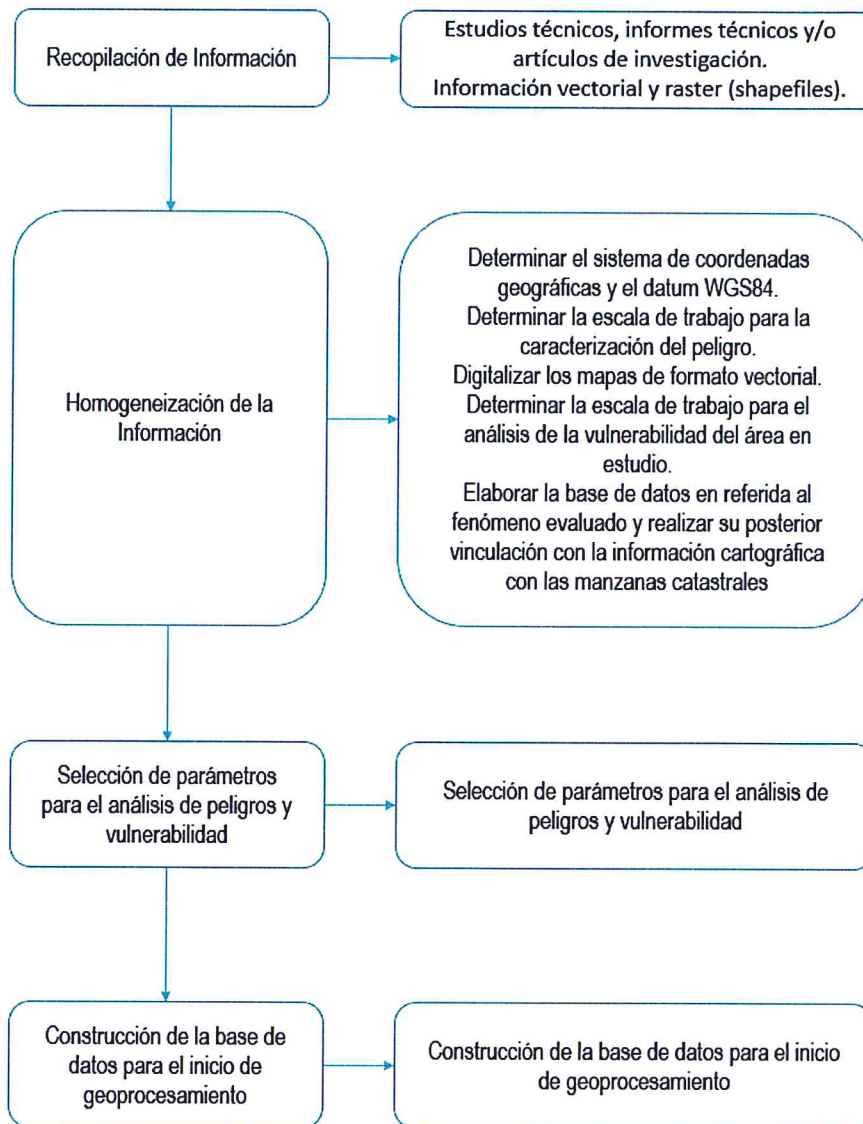 Recopilación de Información
Estudios técnicos, informes técnicos y/o
artículos de investigación.
Información vectorial y raster (shapefiles).
Homogeneización de la
Información
Determinar el sistema de coordenadas
geográficas y el datum WGS84.
Determinar la escala de trabajo para la
caracterización del peligro.
Digitalizar los mapas de formato vectorial.
Determinar la escala de trabajo para el
análisis de la vulnerabilidad del área en
estudio.
Elaborar la base de datos en referida al
fenómeno evaluado y realizar su posterior
vinculación con la información cartográfica
con las manzanas catastrales
Selección de parámetros
para el análisis de peligros y
vulnerabilidad
Selección de parámetros para el análisis de
peligros y vulnerabilidad
Construcción de la base de
datos para el inicio de
geoprocesamiento
Construcción de la base de datos para el inicio
de geoprocesamiento